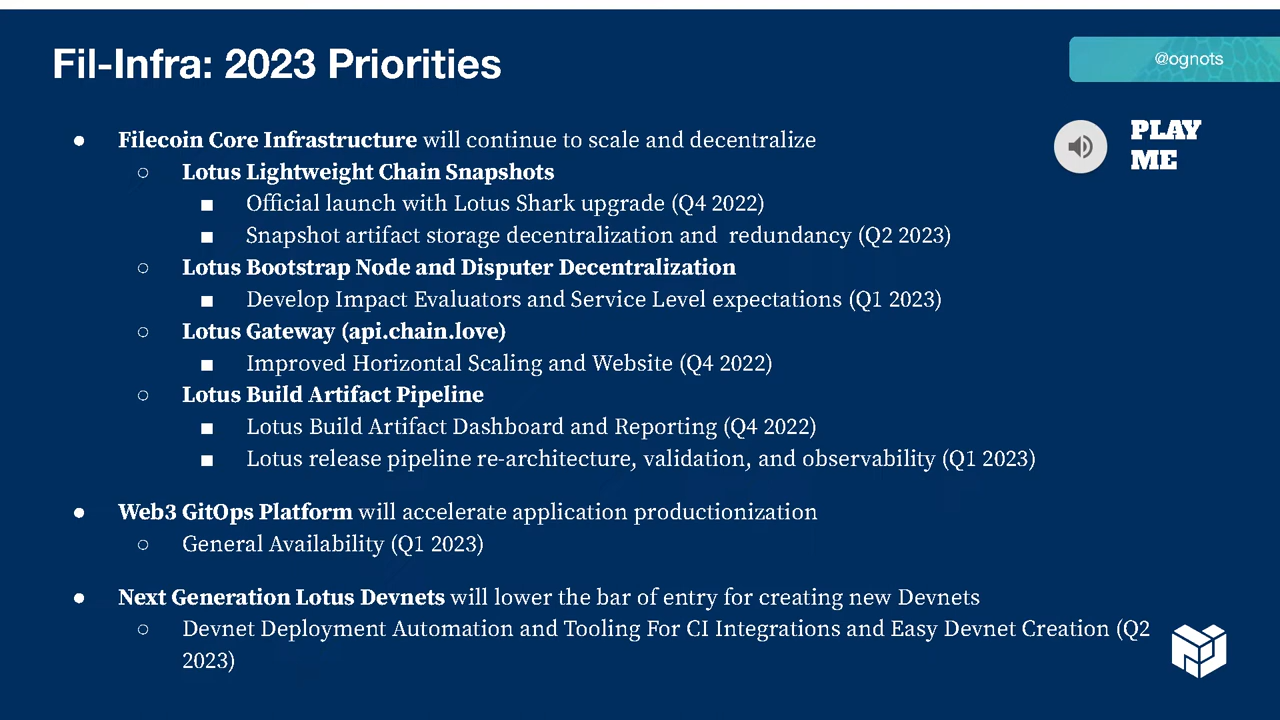 Fil-Infra: 2023 Priorities
@ognots
PLAY
ME
● Filecoin Core Infrastructure will continue to scale and decentralize
○ Lotus Lightweight Chain Snapshots
■ Official launch with Lotus Shark upgrade (Q4 2022)
■ Snapshot artifact storage decentralization and  redundancy (Q2 2023)
○ Lotus Bootstrap Node and Disputer Decentralization
■ Develop Impact Evaluators and Service Level expectations (Q1 2023)
○ Lotus Gateway (api.chain.love)
■ Improved Horizontal Scaling and Website (Q4 2022)
○ Lotus Build Artifact Pipeline
■ Lotus Build Artifact Dashboard and Reporting (Q4 2022)
■ Lotus release pipeline re-architecture, validation, and observability (Q1 2023)
● Web3 GitOps Platform will accelerate application productionization
○ General Availability (Q1 2023)
● Next Generation Lotus Devnets will lower the bar of entry for creating new Devnets
○ Devnet Deployment Automation and Tooling For CI Integrations and Easy Devnet Creation (Q2
2023)